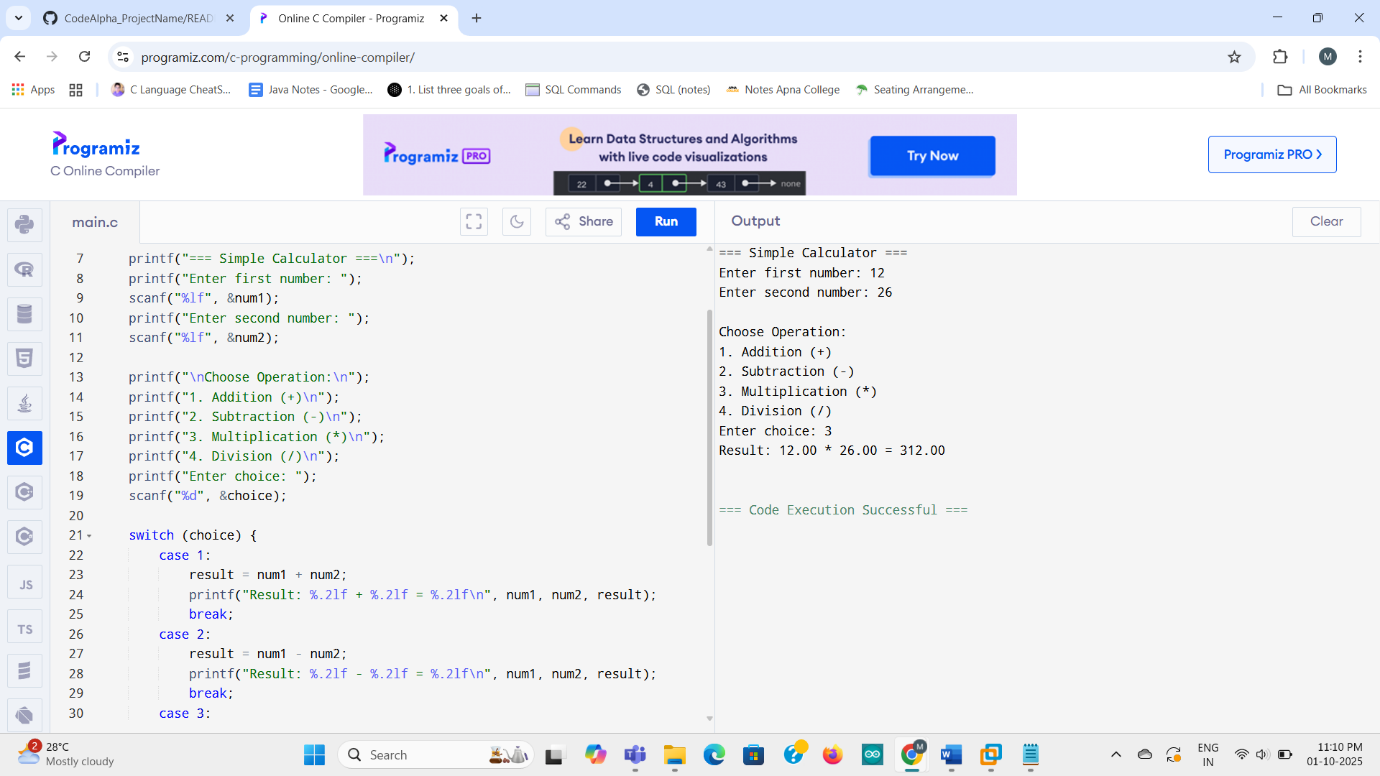 CodeAlpha_ProjectName/READ
Online C Compiler - Programiz
programiz.com/c-programming/online-compiler/
M
Apps
C Language CheatS...
Java Notes - Google...
1. List three goals of...
SQL Commands
SQL (notes)
Notes Apna College
Seating Arrangeme...
All Bookmarks
Programiz
C Online Compiler
Programiz PRO
Learn Data Structures and Algorithms
with live code visualizations
22 4 43 none
Try Now
Programiz PRO
main.c
Share
Run
Output
Clear
7 printf("=== Simple Calculator ===\n");
8 printf("Enter first number: ");
9 scanf("%lf", &num1);
10 printf("Enter second number: ");
11 scanf("%lf", &num2);
12
13 printf("\nChoose Operation:\n");
14 printf("1. Addition (+)\n");
15 printf("2. Subtraction (-)\n");
16 printf("3. Multiplication (*)\n");
17 printf("4. Division (/)\n");
18 printf("Enter choice: ");
19 scanf("%d", &choice);
20
21 switch (choice) {
22 case 1:
23 result = num1 + num2;
24 printf("Result: %.2lf + %.2lf = %.2lf\n", num1, num2, result);
25 break;
26 case 2:
27 result = num1 - num2;
28 printf("Result: %.2lf - %.2lf = %.2lf\n", num1, num2, result);
29 break;
30 case 3:
JS
TS
=== Simple Calculator ===
Enter first number: 12
Enter second number: 26
Choose Operation:
1. Addition (+)
2. Subtraction (-)
3. Multiplication (*)
4. Division (/)
Enter choice: 3
Result: 12.00 * 26.00 = 312.00
=== Code Execution Successful ===
2
28°C
Mostly cloudy
Search
ENG
IN
11:10 PM
01-10-2025